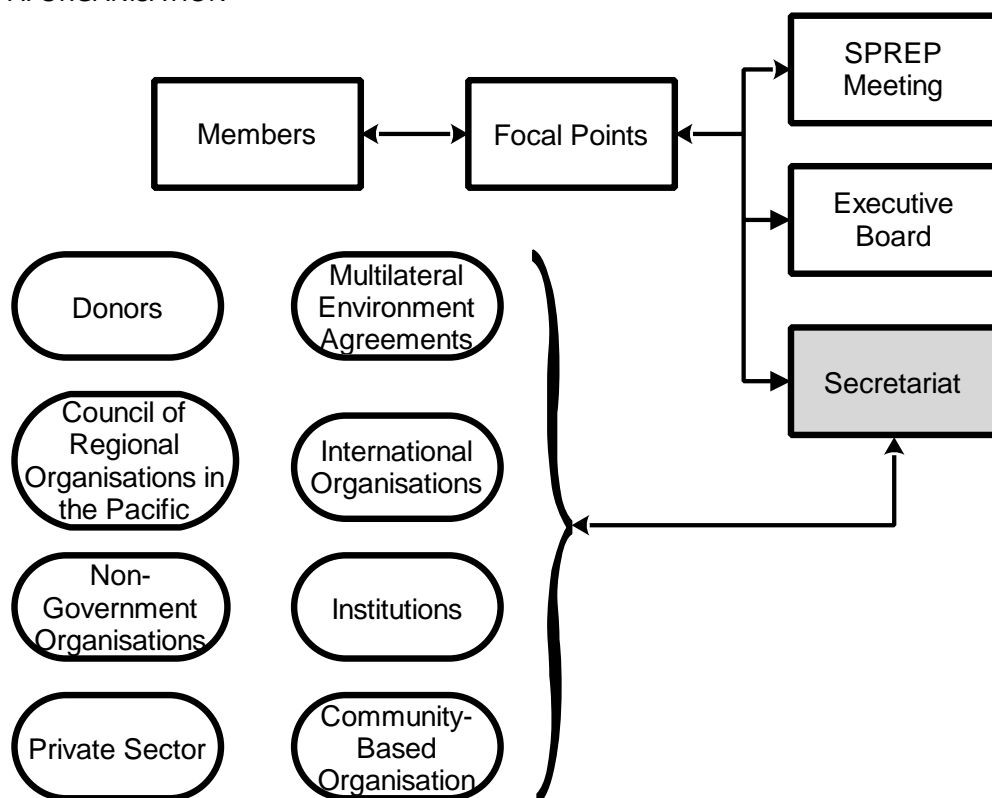 SPREP
Meeting
Members
Focal Points
Executive
Board
Donors
Multilateral
Environment
Agreements
Secretariat
Council of
Regional
Organisations in
the Pacific
International
Organisations
Non-
Government
Organisations
Institutions
Private Sector
Community-
Based
Organisation